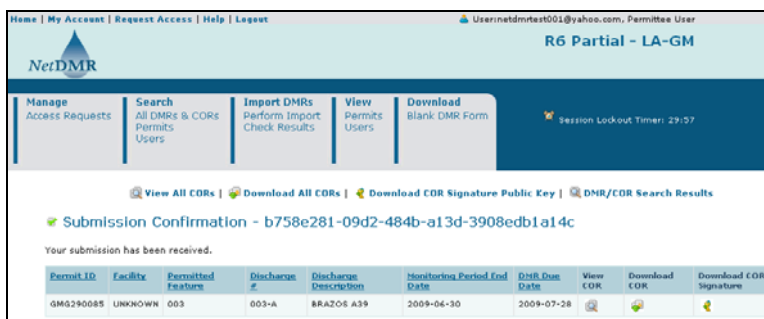 Home | My Account | Request Access | Help | Logout
User:netdmrtest001@yahoo.com, Permittee User
NetDMR
R6 Partial - LA-GM
Manage
Access Requests
Search
All DMRs & CORs
Permits
Users
Import DMRs
Perform Import
Check Results
View
Permits
Users
Download
Blank DMR Form
Session Lockout Timer: 29:57
View All CORs | Download All CORs | Download COR Signature Public Key | DMR/COR Search Results
Submission Confirmation - b758e281-09d2-484b-a13d-3908edb1a14c
Your submission has been received.
Permit ID Facility Permitted Feature Discharge # Discharge Description Monitoring Period End Date DMR Due Date View COR Download COR Download COR Signature
GMG290085 UNKNOWN 003 003-A BRAZOS A39 2009-06-30 2009-07-28